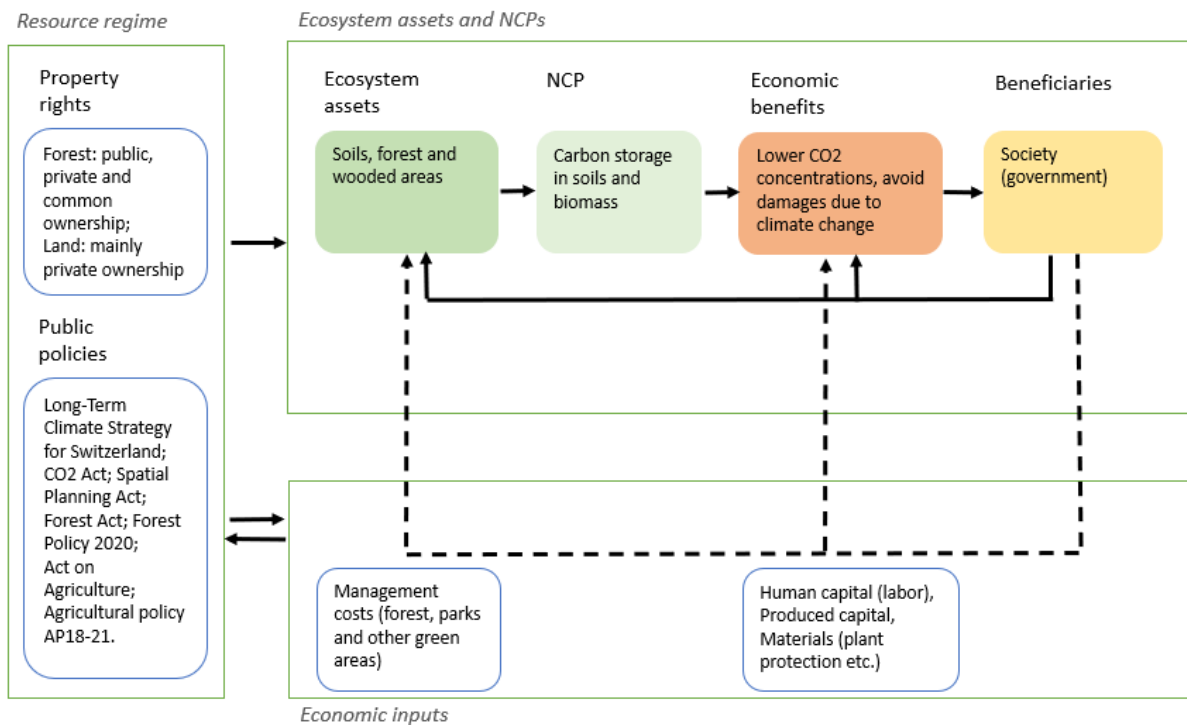 Resource regime
Property
rights
Forest: public,
private and
common
ownership;
Land: mainly
private ownership
Public
policies
Long-Term
Climate Strategy
for Switzerland;
CO2 Act; Spatial
Planning Act;
Forest Act; Forest
Policy 2020;
Act on
Agriculture;
Agricultural policy
AP18-21.
Ecosystem assets and NCPs
Ecosystem
assets
NCP
Economic
benefits
Beneficiaries
Soils, forest and
wooded areas
Carbon storage
in soils and
biomass
Lower CO2
concentrations, avoid
damages due to
climate change
Society
(government)
Management
costs (forest, parks
and other green
areas)
Human capital (labor),
Produced capital,
Materials (plant
protection etc.)
Economic inputs